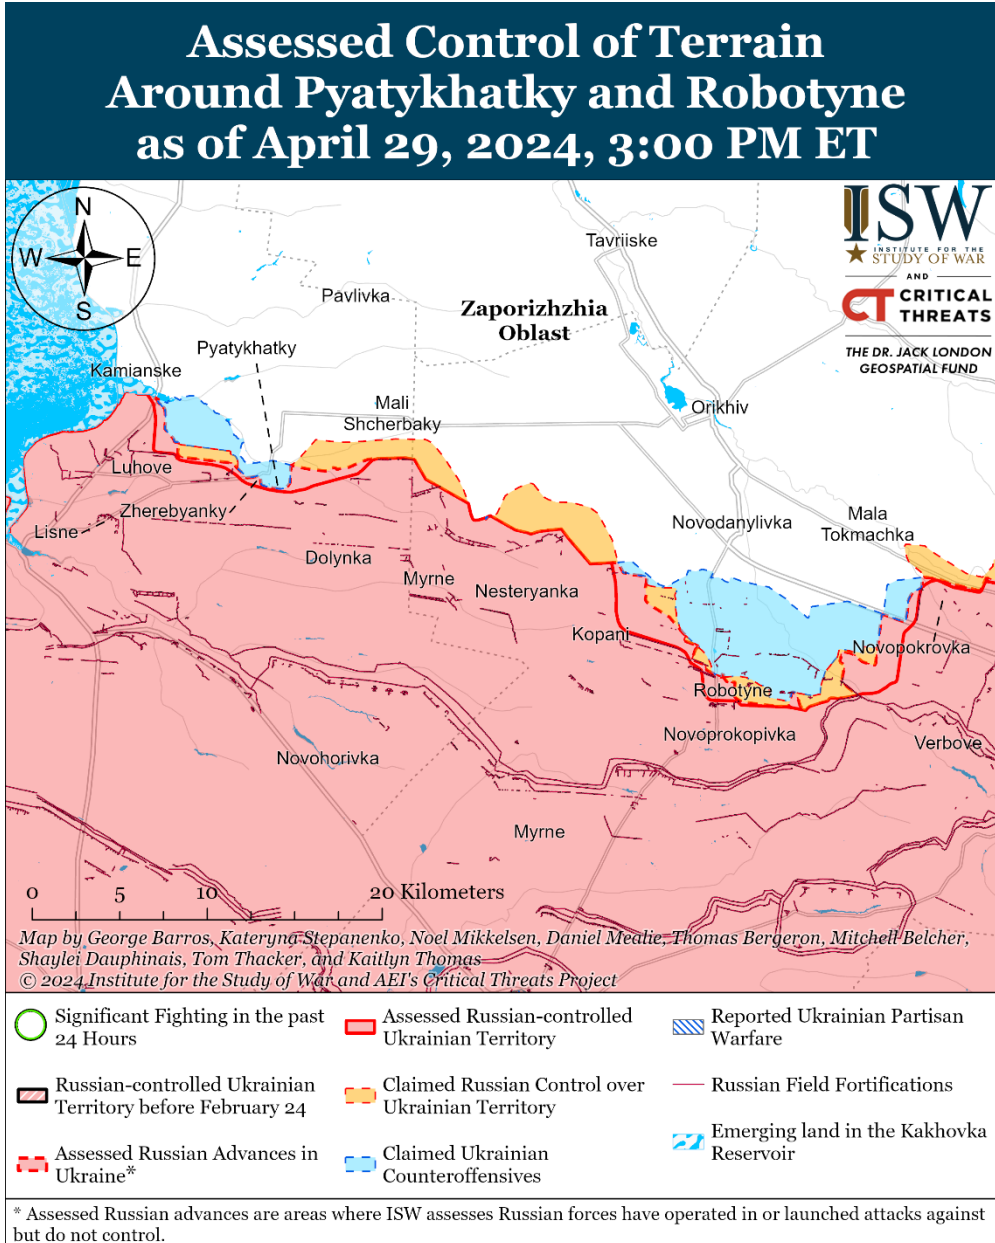 Assessed Control of Terrain
Around Pyatykhatky and Robotyne
as of April 29, 2024, 3:00 PM ET
N
W
E
S
ISW
INSTITUTE FOR THE
STUDY OF WAR
AND
CT CRITICAL
THREATS
THE DR. JACK LONDON
GEOSPATIAL FUND
Tavriiske
Pavlivka
Zaporizhzhia
Oblast
Pyatykhatky
Kamianske
Mali
Shcherbaky
Orikhiv
Luhove
Zherebyanky
Lisne
Novodanylivka
Mala
Tokmachka
Dolynka
Myrne
Nesteryanka
Kopani
Novopokrovka
Robotyne
Novoprokopivka
Verbove
Novohorivka
Myrne
0 5 10 20 Kilometers
Map by George Barros, Kateryna Stepanenko, Noel Mikkelsen, Daniel Mealie, Thomas Bergeron, Mitchell Belcher,
Shaylei Dauphinais, Tom Thacker, and Kaitlyn Thomas
© 2024 Institute for the Study of War and AEI's Critical Threats Project
Significant Fighting in the past
24 Hours
Russian-controlled Ukrainian
Territory before February 24
Assessed Russian Advances in
Ukraine*
Assessed Russian-controlled
Ukrainian Territory
Claimed Russian Control over
Ukrainian Territory
Claimed Ukrainian
Counteroffensives
Reported Ukrainian Partisan
Warfare
Russian Field Fortifications
Emerging land in the Kakhovka
Reservoir
* Assessed Russian advances are areas where ISW assesses Russian forces have operated in or launched attacks against
but do not control.